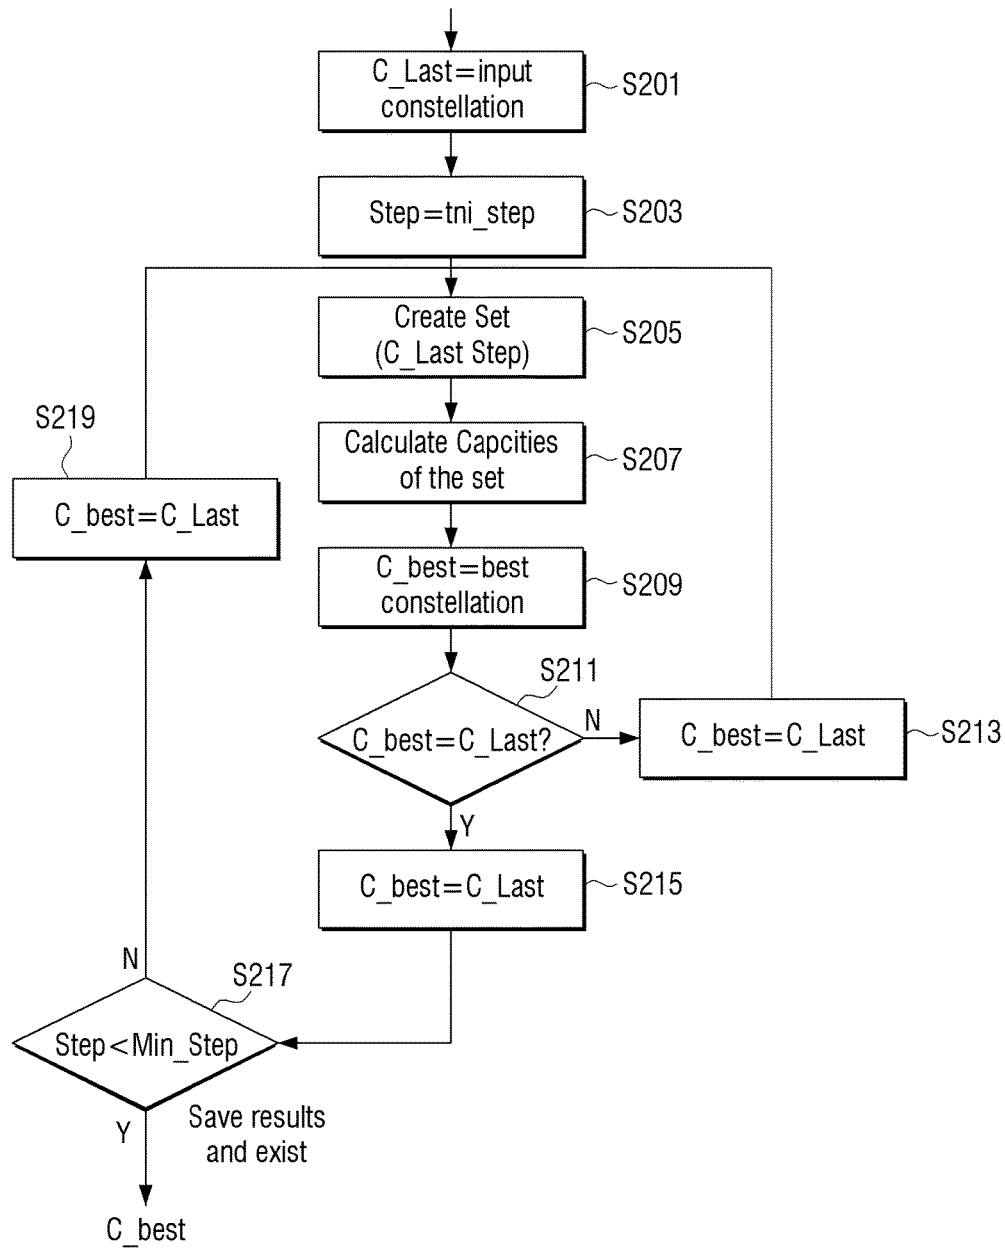 C_Last=input
constellation
S201
Step=tni_step
S203
Create Set
(C_Last Step)
S205
S219
Calculate Capcities
of the set
S207
C_best=C_Last
C_best=best
constellation
S209
S211
C_best=C_Last?
N
C_best=C_Last
S213
Y
C_best=C_Last
S215
N
S217
Step<Min_Step
Y
Save results
and exist
C_best